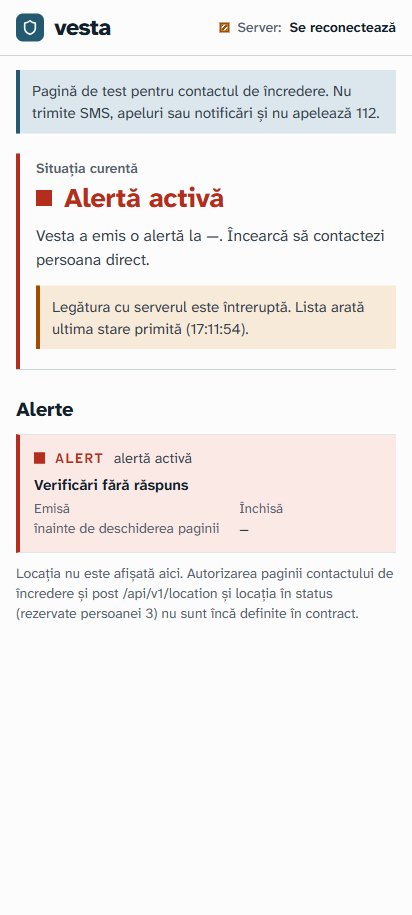 vesta
Server: Se reconectează
Pagină de test pentru contactul de încredere. Nu
trimite SMS, apeluri sau notificări și nu apelează 112.
Situația curentă
Alertă activă
Vesta a emis o alertă la —. Încearcă să contactezi
persoana direct.
Legătura cu serverul este întreruptă. Lista arată
ultima stare primită (17:11:54).
Alerte
ALERT alertă activă
Verificări fără răspuns
Emisă Închisă
înainte de deschiderea paginii —
Locația nu este afișată aici. Autorizarea paginii contactului de
încredere și post /api/v1/location și locația în status
(rezervate persoanei 3) nu sunt încă definite în contract.